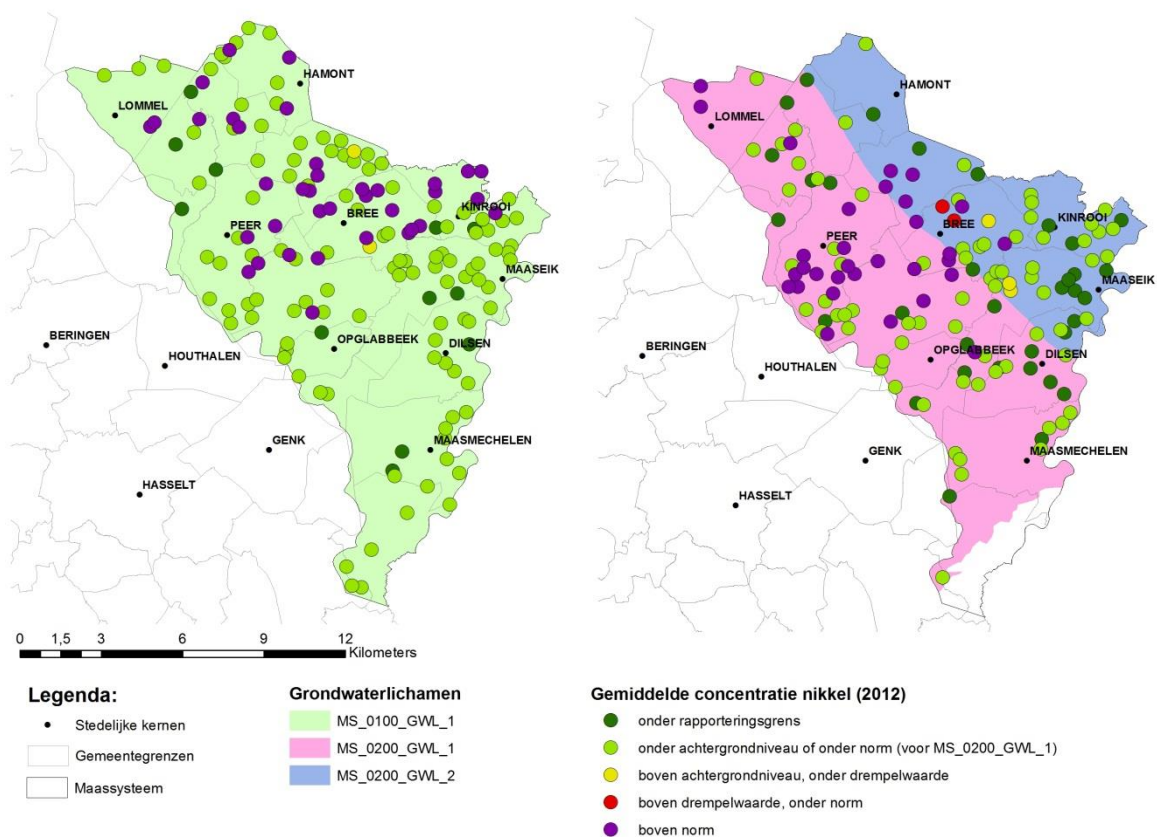 HAMONT
LOMMEL
KINROOI
BREE
PEER
MAASEIK
BERINGEN
OPGLABBEEK
DILSEN
HOUTHALEN
GENK
MAASMECHELEN
HASSELT
HAMONT
LOMMEL
KINROOI
BREE
PEER
MAASEIK
BERINGEN
OPGLABBEEK
DILSEN
HOUTHALEN
GENK
MAASMECHELEN
HASSELT
0 1,5 3 6 9 12
Kilometers
Legenda:
Stedelijke kernen
Gemeentegrenzen
Maassysteem
Grondwaterlichamen
MS_0100_GWL_1
MS_0200_GWL_1
MS_0200_GWL_2
Gemiddelde concentratie nikkel (2012)
onder rapporteringsgrens
onder achtergrondniveau of onder norm (voor MS_0200_GWL_1)
boven achtergrondniveau, onder drempelwaarde
boven drempelwaarde, onder norm
boven norm